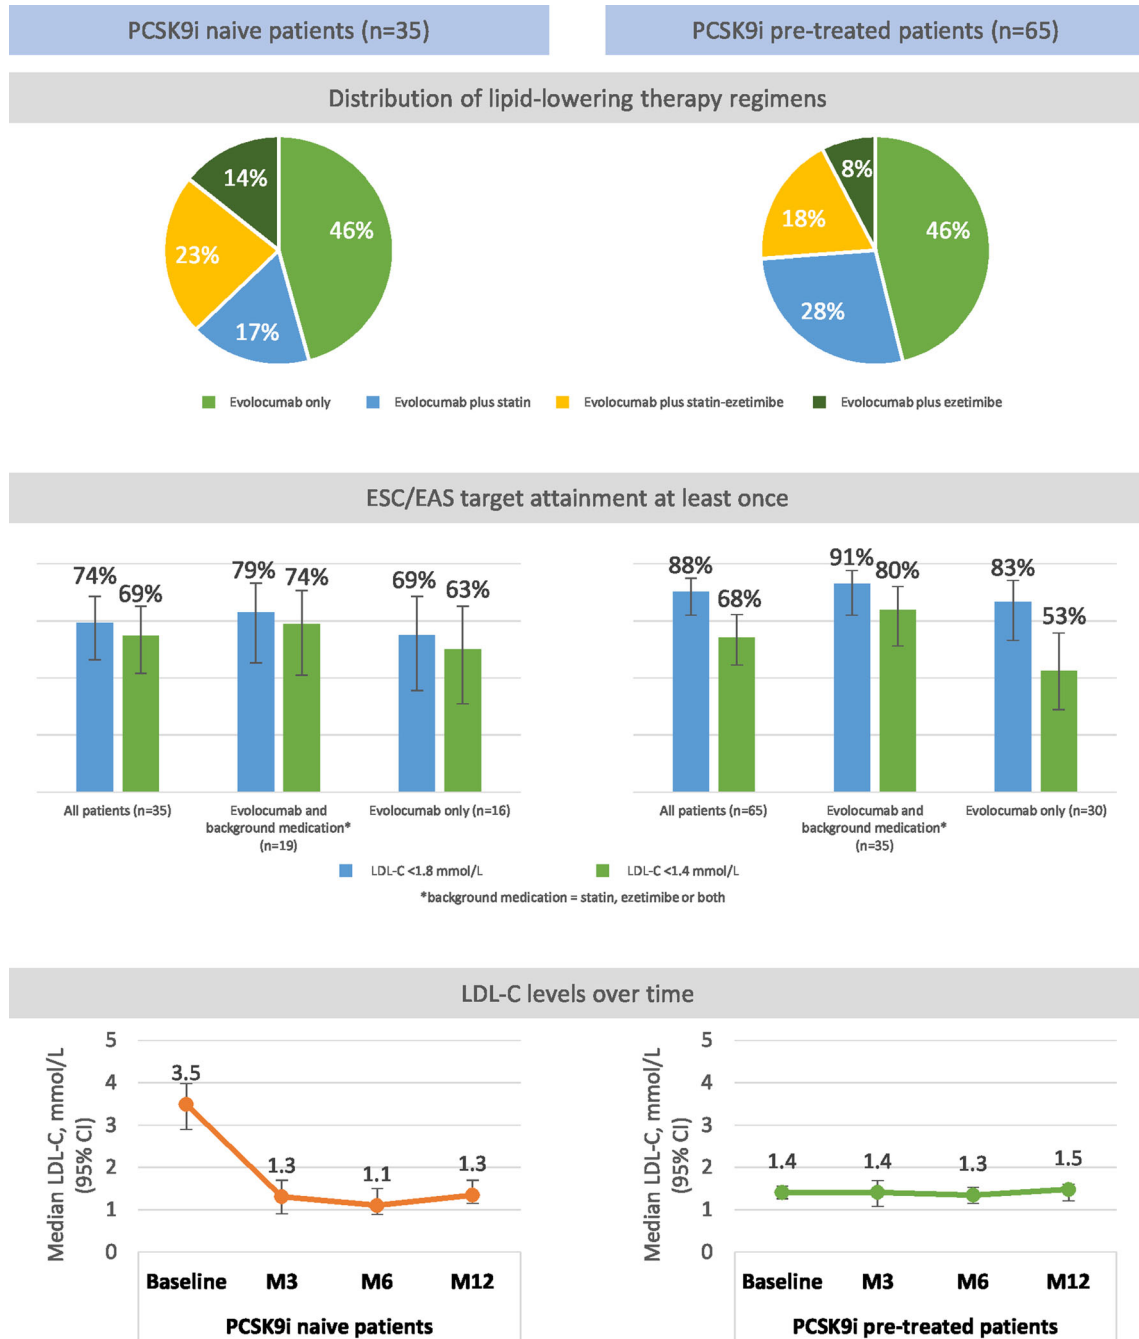 PCSK9i naive patients (n=35)
PCSK9i pre-treated patients (n=65)
Distribution of lipid-lowering therapy regimens
14%
46%
23%
17%
8%
46%
18%
28%
Evolocumab only
Evolocumab plus statin
Evolocumab plus statin-ezetimibe
Evolocumab plus ezetimibe
ESC/EAS target attainment at least once
74%
69%
79%
74%
69%
63%
All patients (n=35)
Evolocumab and
background medication*
(n=19)
Evolocumab only (n=16)
88%
68%
91%
80%
83%
53%
All patients (n=65)
Evolocumab and
background medication*
(n=35)
Evolocumab only (n=30)
LDL-C <1.8 mmol/L
LDL-C <1.4 mmol/L
*background medication = statin, ezetimibe or both
LDL-C levels over time
Median LDL-C, mmol/L
(95% CI)
5
4
3
2
1
0
3.5
1.3
1.1
1.3
Baseline
M3
M6
M12
PCSK9i naive patients
Median LDL-C, mmol/L
(95% CI)
5
4
3
2
1
0
1.4
1.4
1.3
1.5
Baseline
M3
M6
M12
PCSK9i pre-treated patients